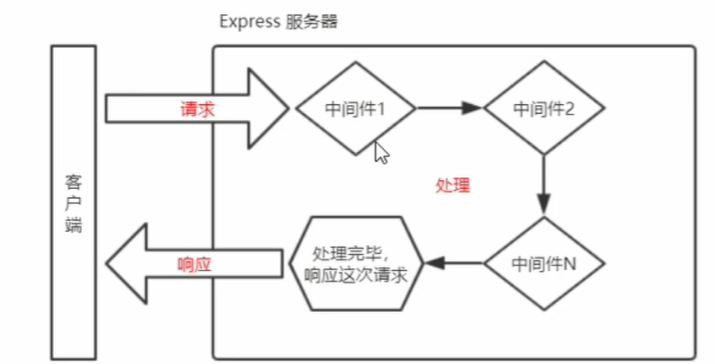 Express 服务器
客户端
请求
中间件1
中间件2
处理
响应
处理完毕，
响应这次请求
中间件N